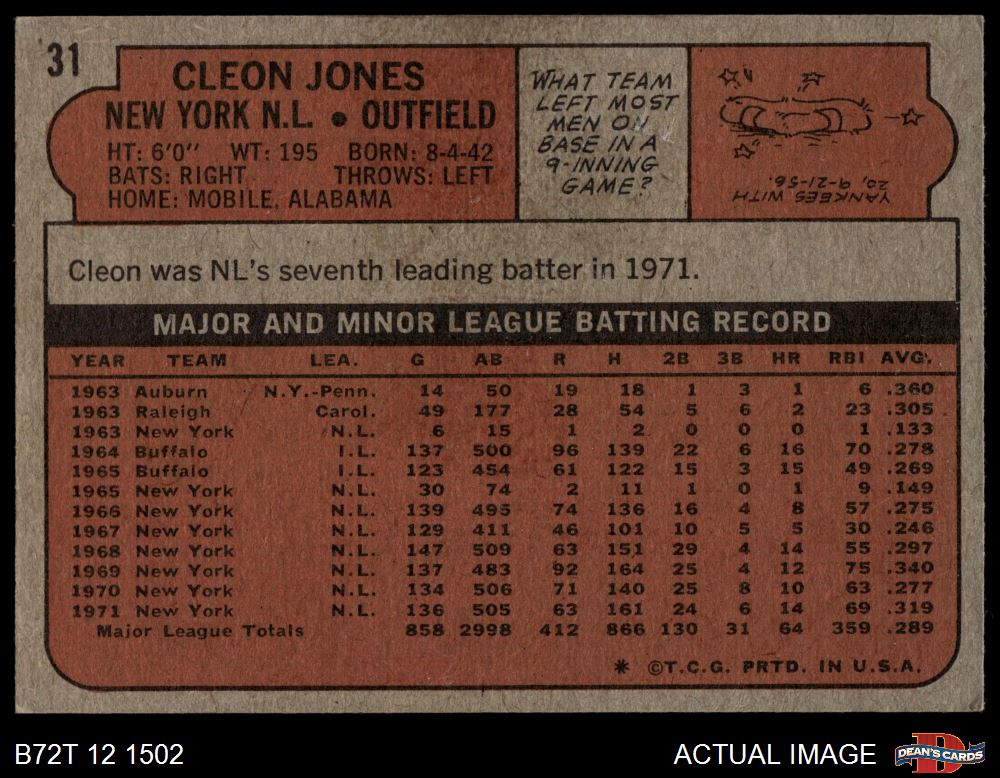 31
CLEON JONES
NEW YORK N.L. • OUTFIELD
HT: 6'0" WT: 195 BORN: 8-4-42
BATS: RIGHT THROWS: LEFT
HOME: MOBILE, ALABAMA
WHAT TEAM
LEFT MOST
MEN ON
BASE IN A
9-INNING
GAME?
YANKEES WITH
20, 9-21-56.
Cleon was NL's seventh leading batter in 1971.
MAJOR AND MINOR LEAGUE BATTING RECORD
YEAR TEAM LEA. G AB R H 2B 3B HR RBI AVG.
1963 Auburn N.Y.-Penn. 14 50 19 18 1 3 1 6 .360
1963 Raleigh Carol. 49 177 28 54 5 6 2 23 .305
1963 New York N.L. 6 15 1 2 0 0 0 1 .133
1964 Buffalo I.L. 137 500 96 139 22 6 16 70 .278
1965 Buffalo I.L. 123 454 61 122 15 3 15 49 .269
1965 New York N.L. 30 74 2 11 1 0 1 9 .149
1966 New York N.L. 139 495 74 136 16 4 8 57 .275
1967 New York N.L. 129 411 46 101 10 5 5 30 .246
1968 New York N.L. 147 509 63 151 29 4 14 55 .297
1969 New York N.L. 137 483 92 164 25 4 12 75 .340
1970 New York N.L. 134 506 71 140 25 8 10 63 .277
1971 New York N.L. 136 505 63 161 24 6 14 69 .319
Major League Totals 858 2998 412 866 130 31 64 359 .289
* ©T.C.G. PRTD. IN U.S.A.
B72T 12 1502
ACTUAL IMAGE
DEAN'S CARDS